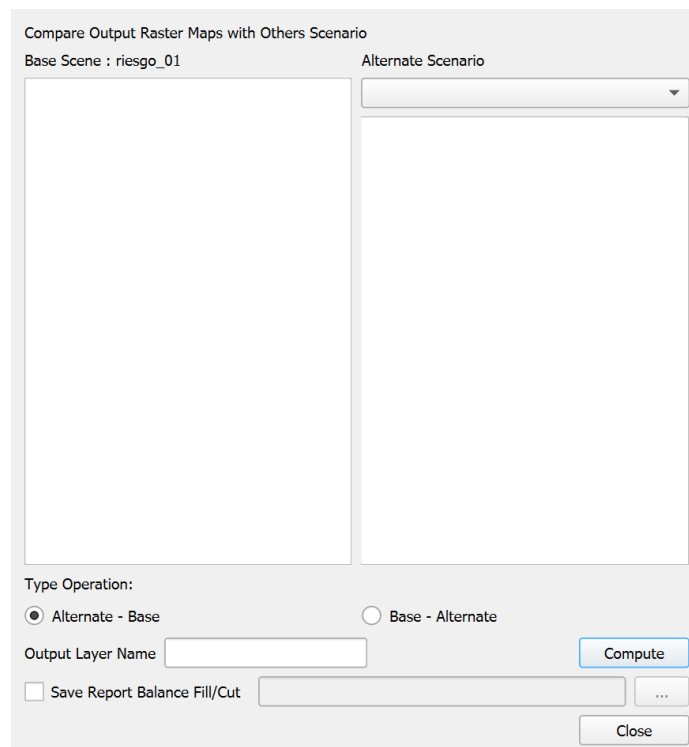 Compare Output Raster Maps with Others Scenario
Base Scene : riesgo_01 Alternate Scenario
Type Operation:
Alternate - Base Base - Alternate
Output Layer Name Compute
Save Report Balance Fill/Cut ...
Close